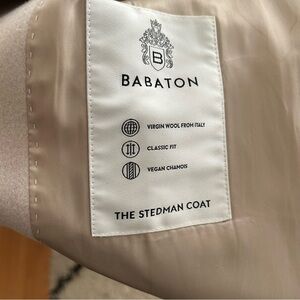 B
BABATON
VIRGIN WOOL FROM ITALY
CLASSIC FIT
VEGAN CHAMOIS
THE STEDMAN COAT